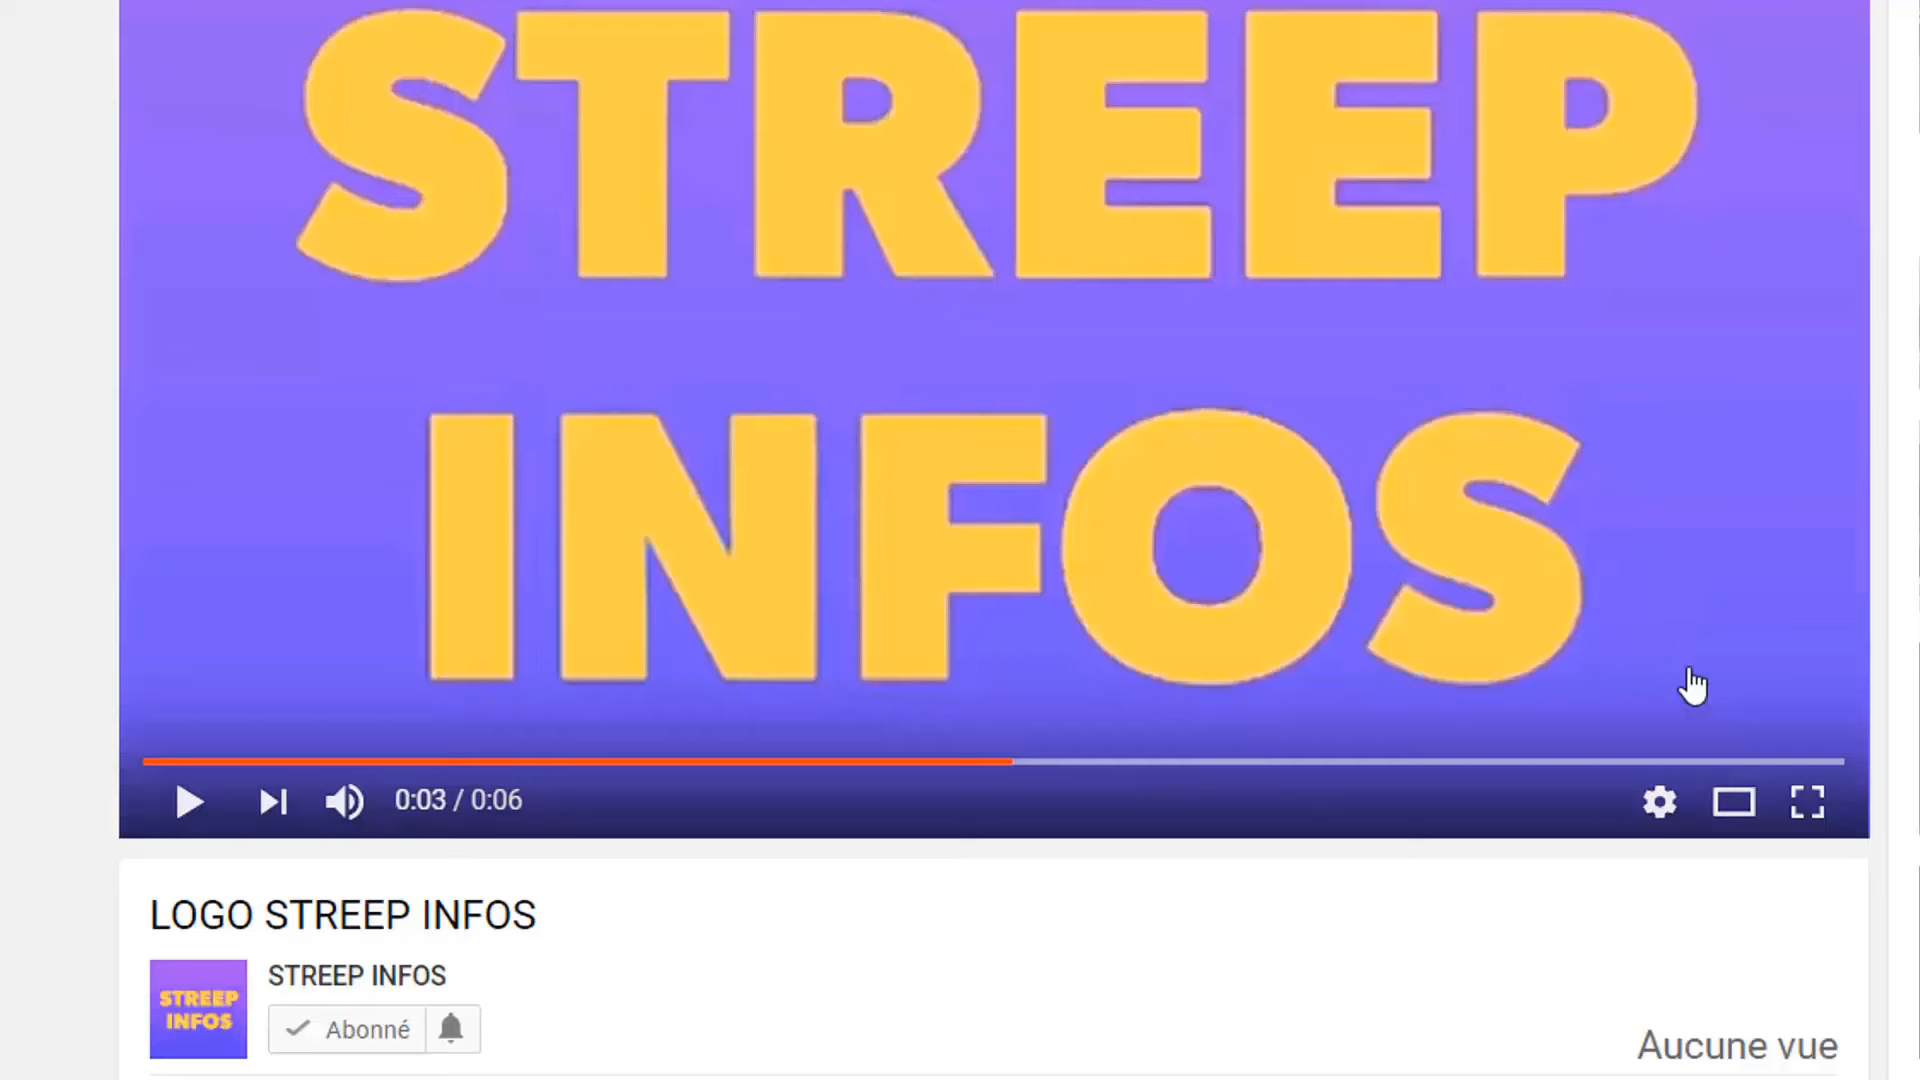 STREEP
INFOS
0:03 / 0:06
LOGO STREEP INFOS
STREEP INFOS
STREEP
INFOS
Abonné
Aucune vue